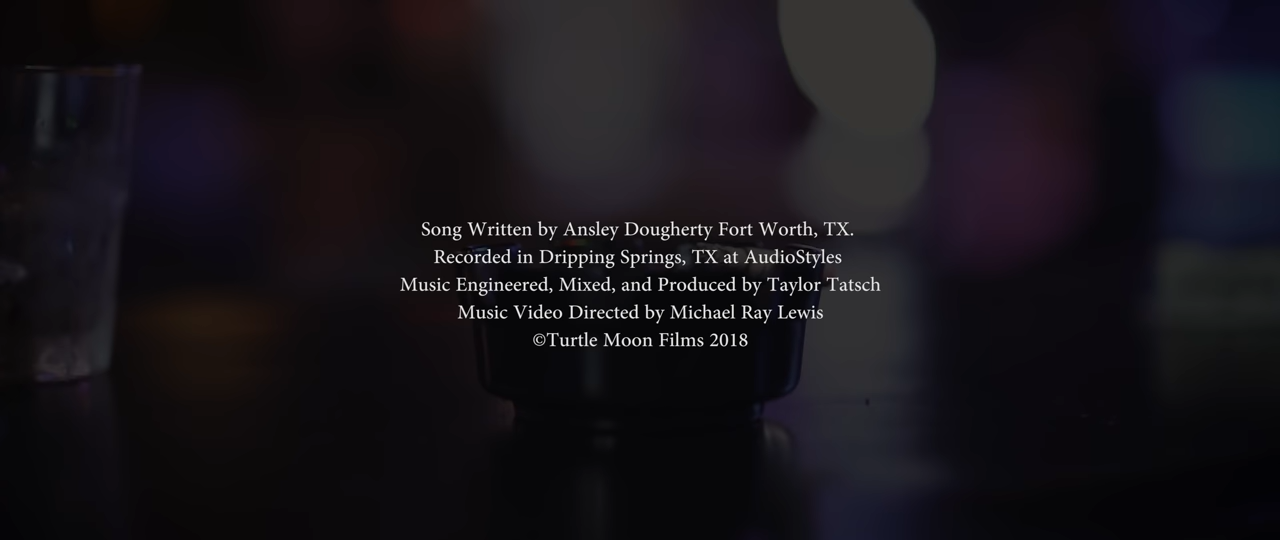 Song Written by Ansley Dougherty Fort Worth, TX.
Recorded in Dripping Springs, TX at AudioStyles
Music Engineered, Mixed, and Produced by Taylor Tatsch
Music Video Directed by Michael Ray Lewis
©Turtle Moon Films 2018